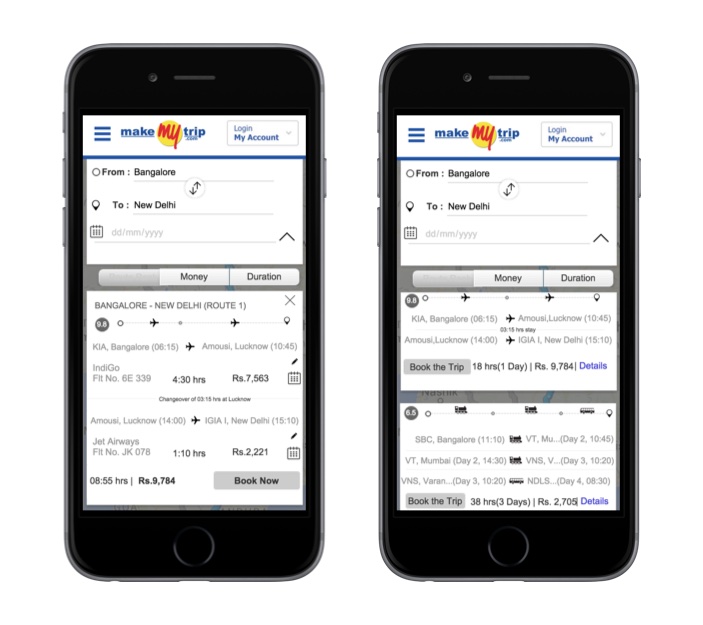 make my trip .com
Login
My Account
From : Bangalore
To : New Delhi
dd/mm/yyyy
Money Duration
BANGALORE - NEW DELHI (ROUTE 1)
9.8
KIA, Bangalore (06:15) Amousi, Lucknow (10:45)
IndiGo
Flt No. 6E 339 4:30 hrs Rs.7,563
Changeover of 03:15 hrs at Lucknow
Amousi, Lucknow (14:00) IGIA I, New Delhi (15:10)
Jet Airways
Flt No. JK 078 1:10 hrs Rs.2,221
08:55 hrs | Rs.9,784 Book Now
make my trip .com
Login
My Account
From : Bangalore
To : New Delhi
dd/mm/yyyy
Money Duration
9.8
KIA, Bangalore (06:15) Amousi,Lucknow (10:45)
03:15 hrs stay
Amousi,Lucknow (14:00) IGIA I, New Delhi (15:10)
Book the Trip 18 hrs(1 Day) | Rs. 9,784| Details
Nashik
6.5
SBC, Bangalore (11:10) VT, Mu...(Day 2, 10:45)
VT, Mumbai (Day 2, 14:30) VNS, V...(Day 3, 10:20)
VNS, Varan...(Day 3, 10:20) NDLS...(Day 4, 08:30)
Book the Trip 38 hrs(3 Days) | Rs. 2,705| Details